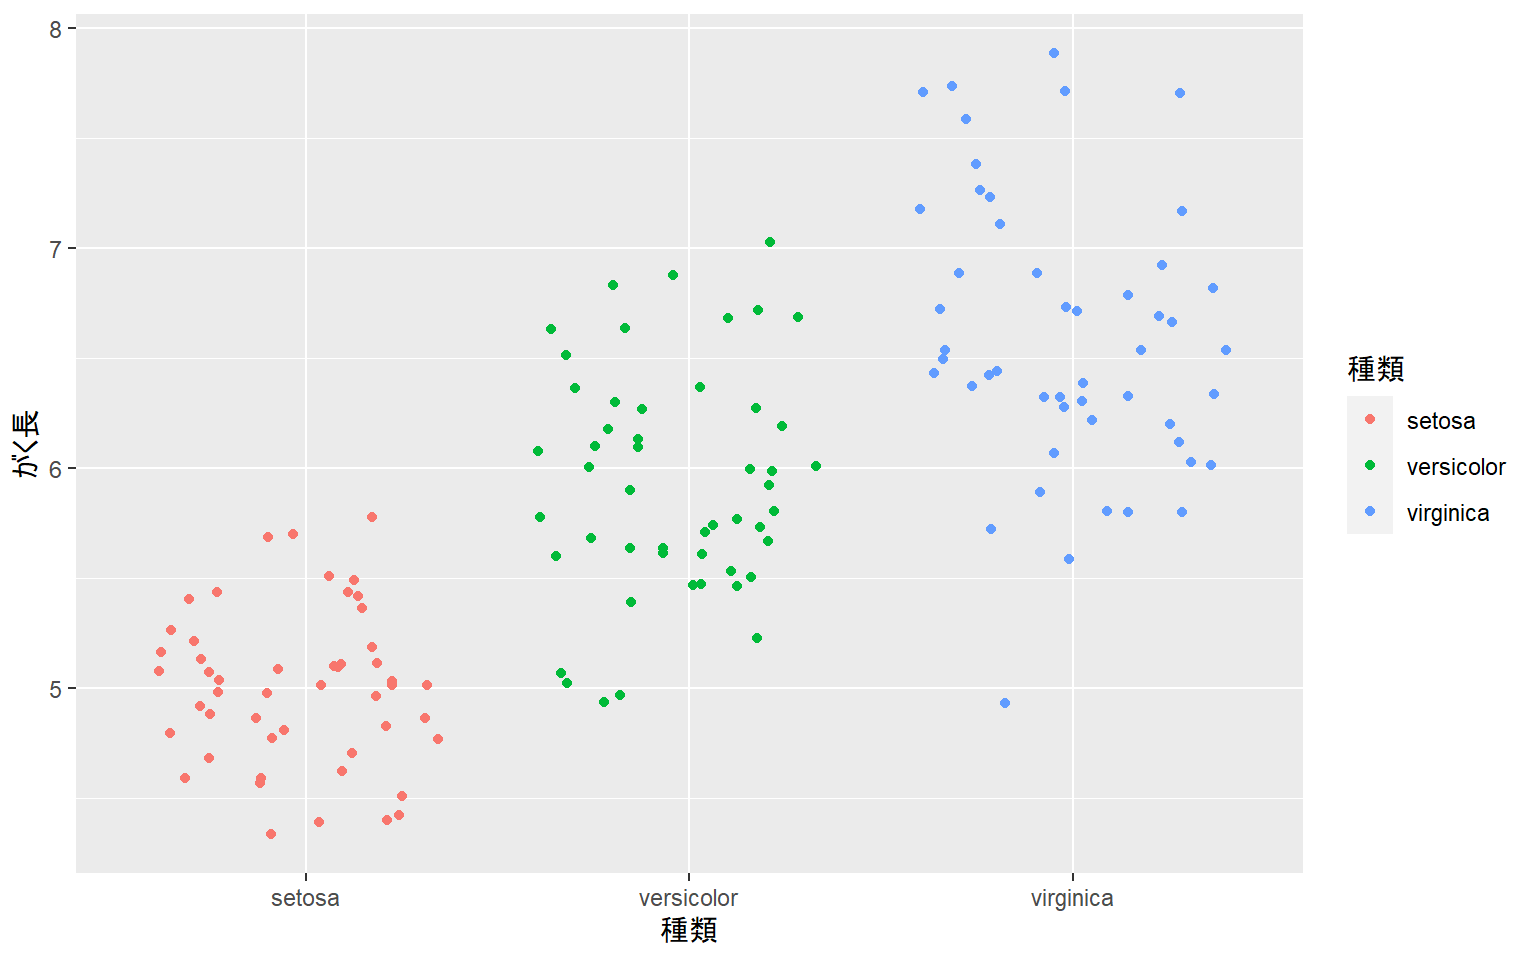 8
7
6
5
がく長
setosa
versicolor
virginica
種類
種類
setosa
versicolor
virginica